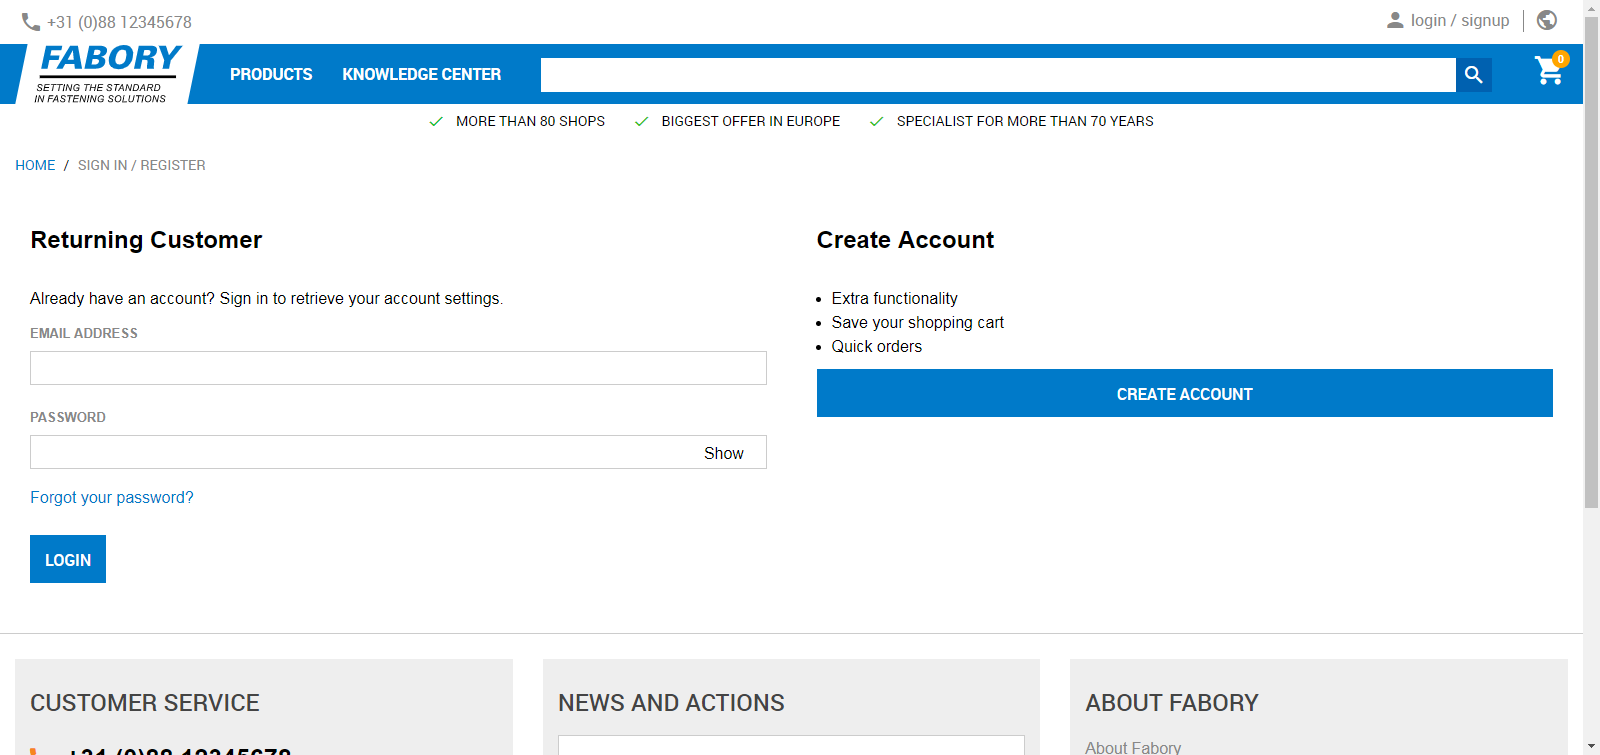 +31 (0)88 12345678
login / signup
FABORY
SETTING THE STANDARD
IN FASTENING SOLUTIONS
PRODUCTS
KNOWLEDGE CENTER
0
MORE THAN 80 SHOPS
BIGGEST OFFER IN EUROPE
SPECIALIST FOR MORE THAN 70 YEARS
HOME / SIGN IN / REGISTER
Returning Customer
Already have an account? Sign in to retrieve your account settings.
EMAIL ADDRESS
PASSWORD
Show
Forgot your password?
LOGIN
Create Account
Extra functionality
Save your shopping cart
Quick orders
CREATE ACCOUNT
CUSTOMER SERVICE
+31 (0)88 12345678
NEWS AND ACTIONS
ABOUT FABORY
About Fabory